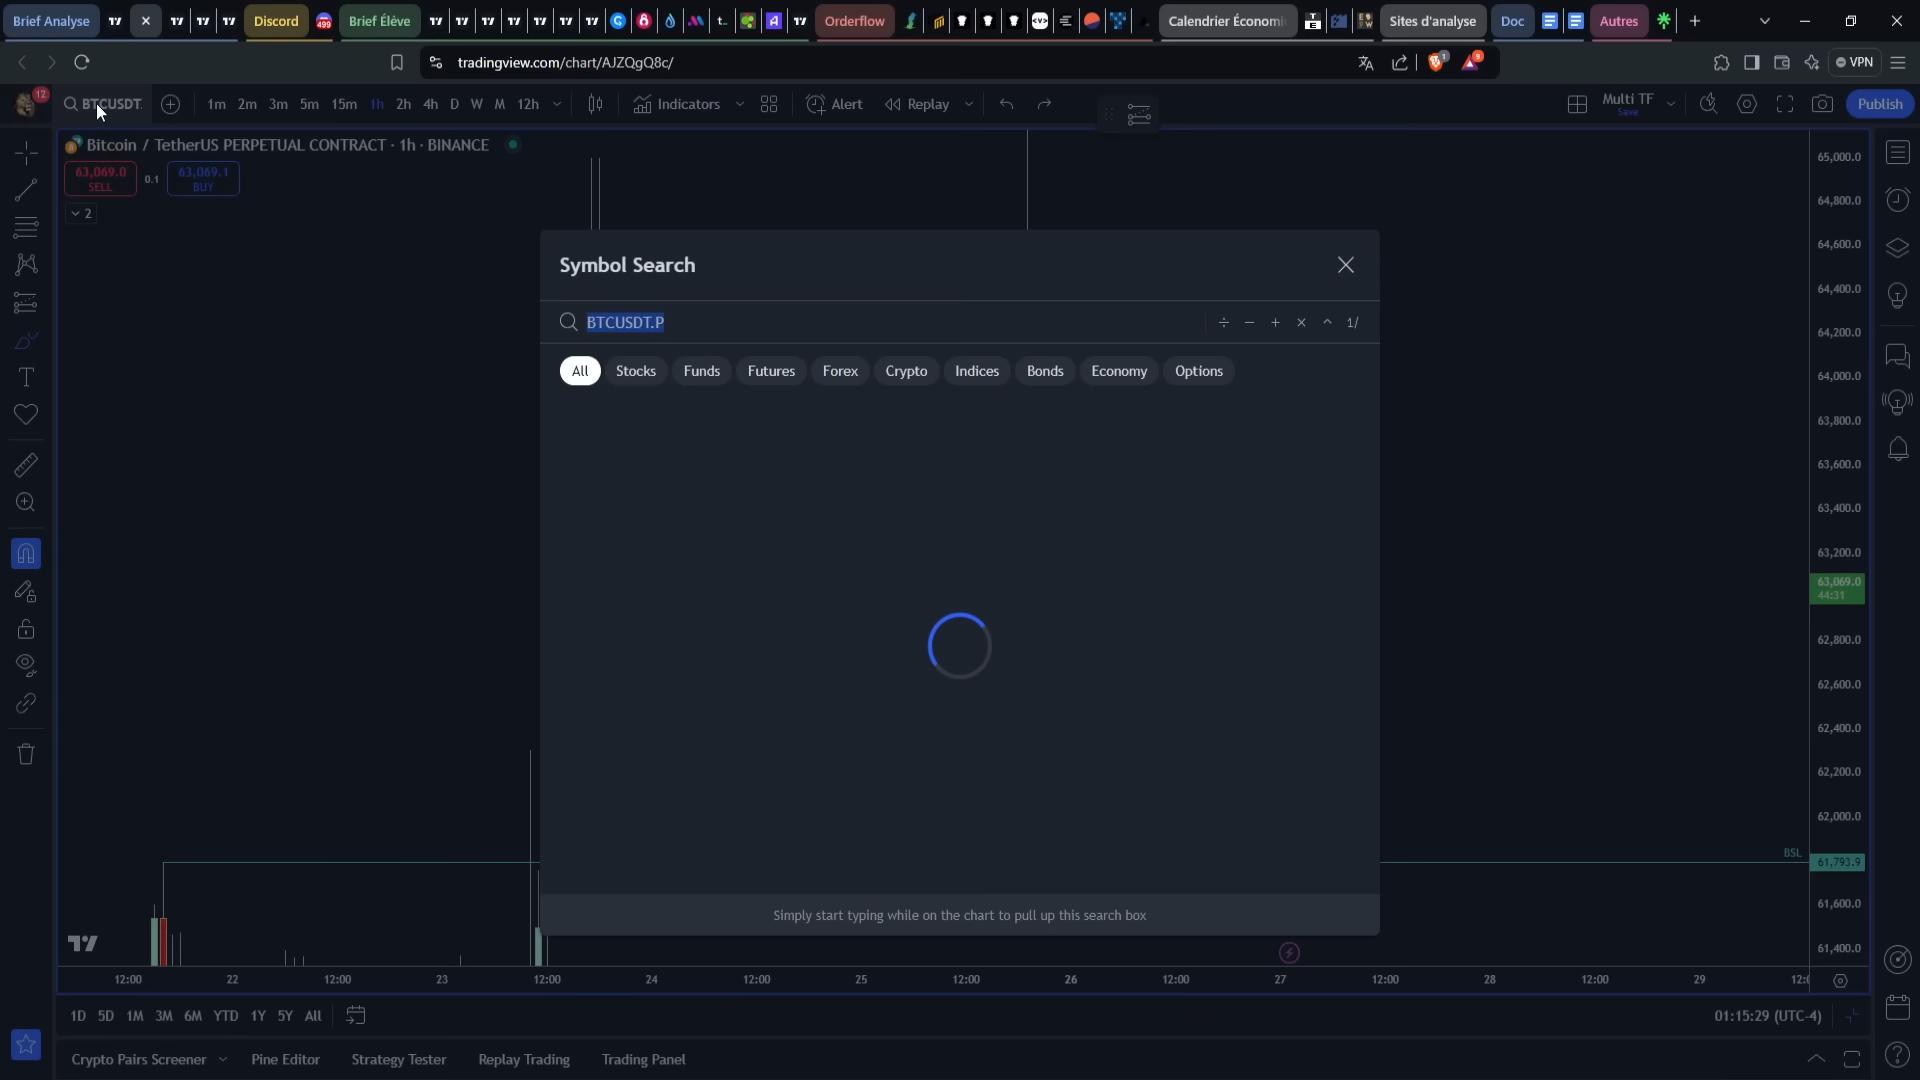 Brief Analyse
Discord
499
Brief Élève
Orderflow
Calendrier Économi
Sites d'analyse
Doc
Autres
tradingview.com/chart/AJZQgQ8c/
1
9
VPN
12
BTCUSDT.
1m 2m 3m 5m 15m 1h 2h 4h D W M 12h
Indicators
Alert
Replay
Multi TF
Save
Publish
Bitcoin / TetherUS PERPETUAL CONTRACT · 1h · BINANCE
63,069.0
SELL
0.1
63,069.1
BUY
2
Symbol Search
BTCUSDT.P
÷ − + × ^ 1/
All Stocks Funds Futures Forex Crypto Indices Bonds Economy Options
Simply start typing while on the chart to pull up this search box
65,000.0
64,800.0
64,600.0
64,400.0
64,200.0
64,000.0
63,800.0
63,600.0
63,400.0
63,200.0
63,069.0
44:31
62,800.0
62,600.0
62,400.0
62,200.0
62,000.0
BSL
61,793.9
61,600.0
61,400.0
12:00 22 12:00 23 12:00 24 12:00 25 12:00 26 12:00 27 12:00 28 12:00 29
1D 5D 1M 3M 6M YTD 1Y 5Y All
01:15:29 (UTC-4)
Crypto Pairs Screener
Pine Editor
Strategy Tester
Replay Trading
Trading Panel